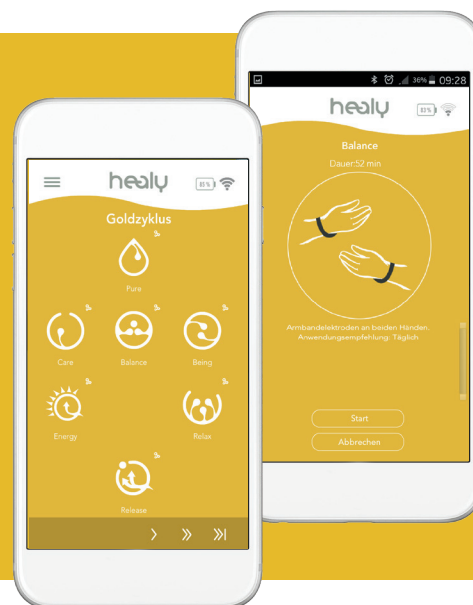 healy
85%
Goldzyklus
Pure
Care
Balance
Being
Energy
Relax
Release
36%
09:28
healy
83%
Balance
Dauer:52 min
Armbandelektroden an beiden Händen.
Anwendungsempfehlung: Täglich
Start
Abbrechen